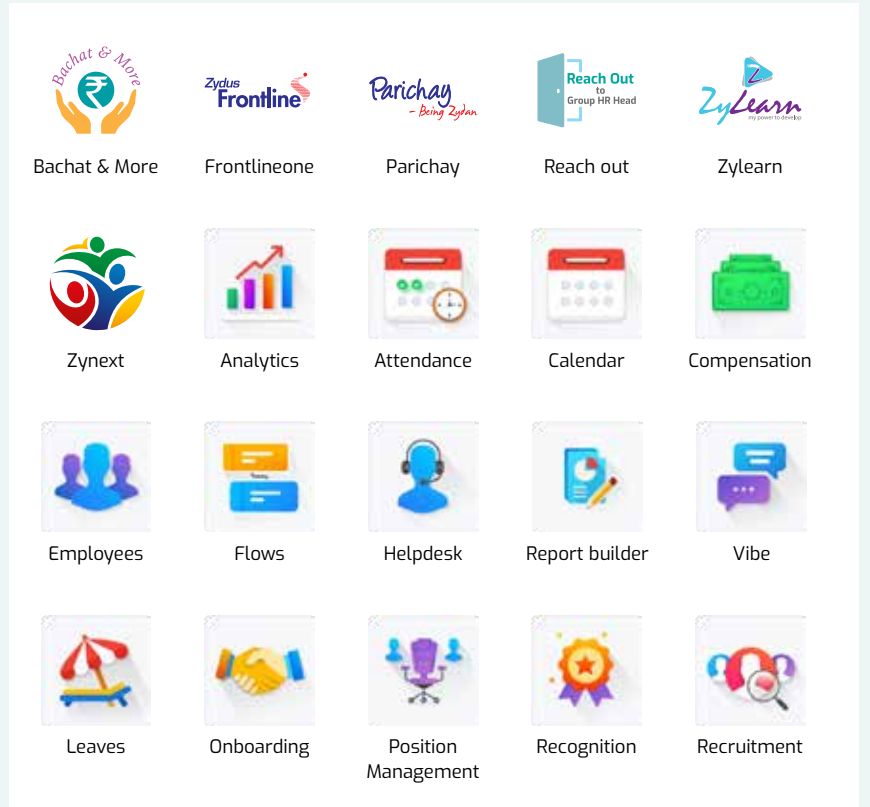 Bachat & More
Zydus
Frontline
Parichay
- Being Zydan
Reach Out
to
Group HR Head
ZyLearn
my power to develop
Bachat & More
Frontlineone
Parichay
Reach out
Zylearn
Zynext
Analytics
Attendance
Calendar
Compensation
Employees
Flows
Helpdesk
Report builder
Vibe
Leaves
Onboarding
Position
Management
Recognition
Recruitment